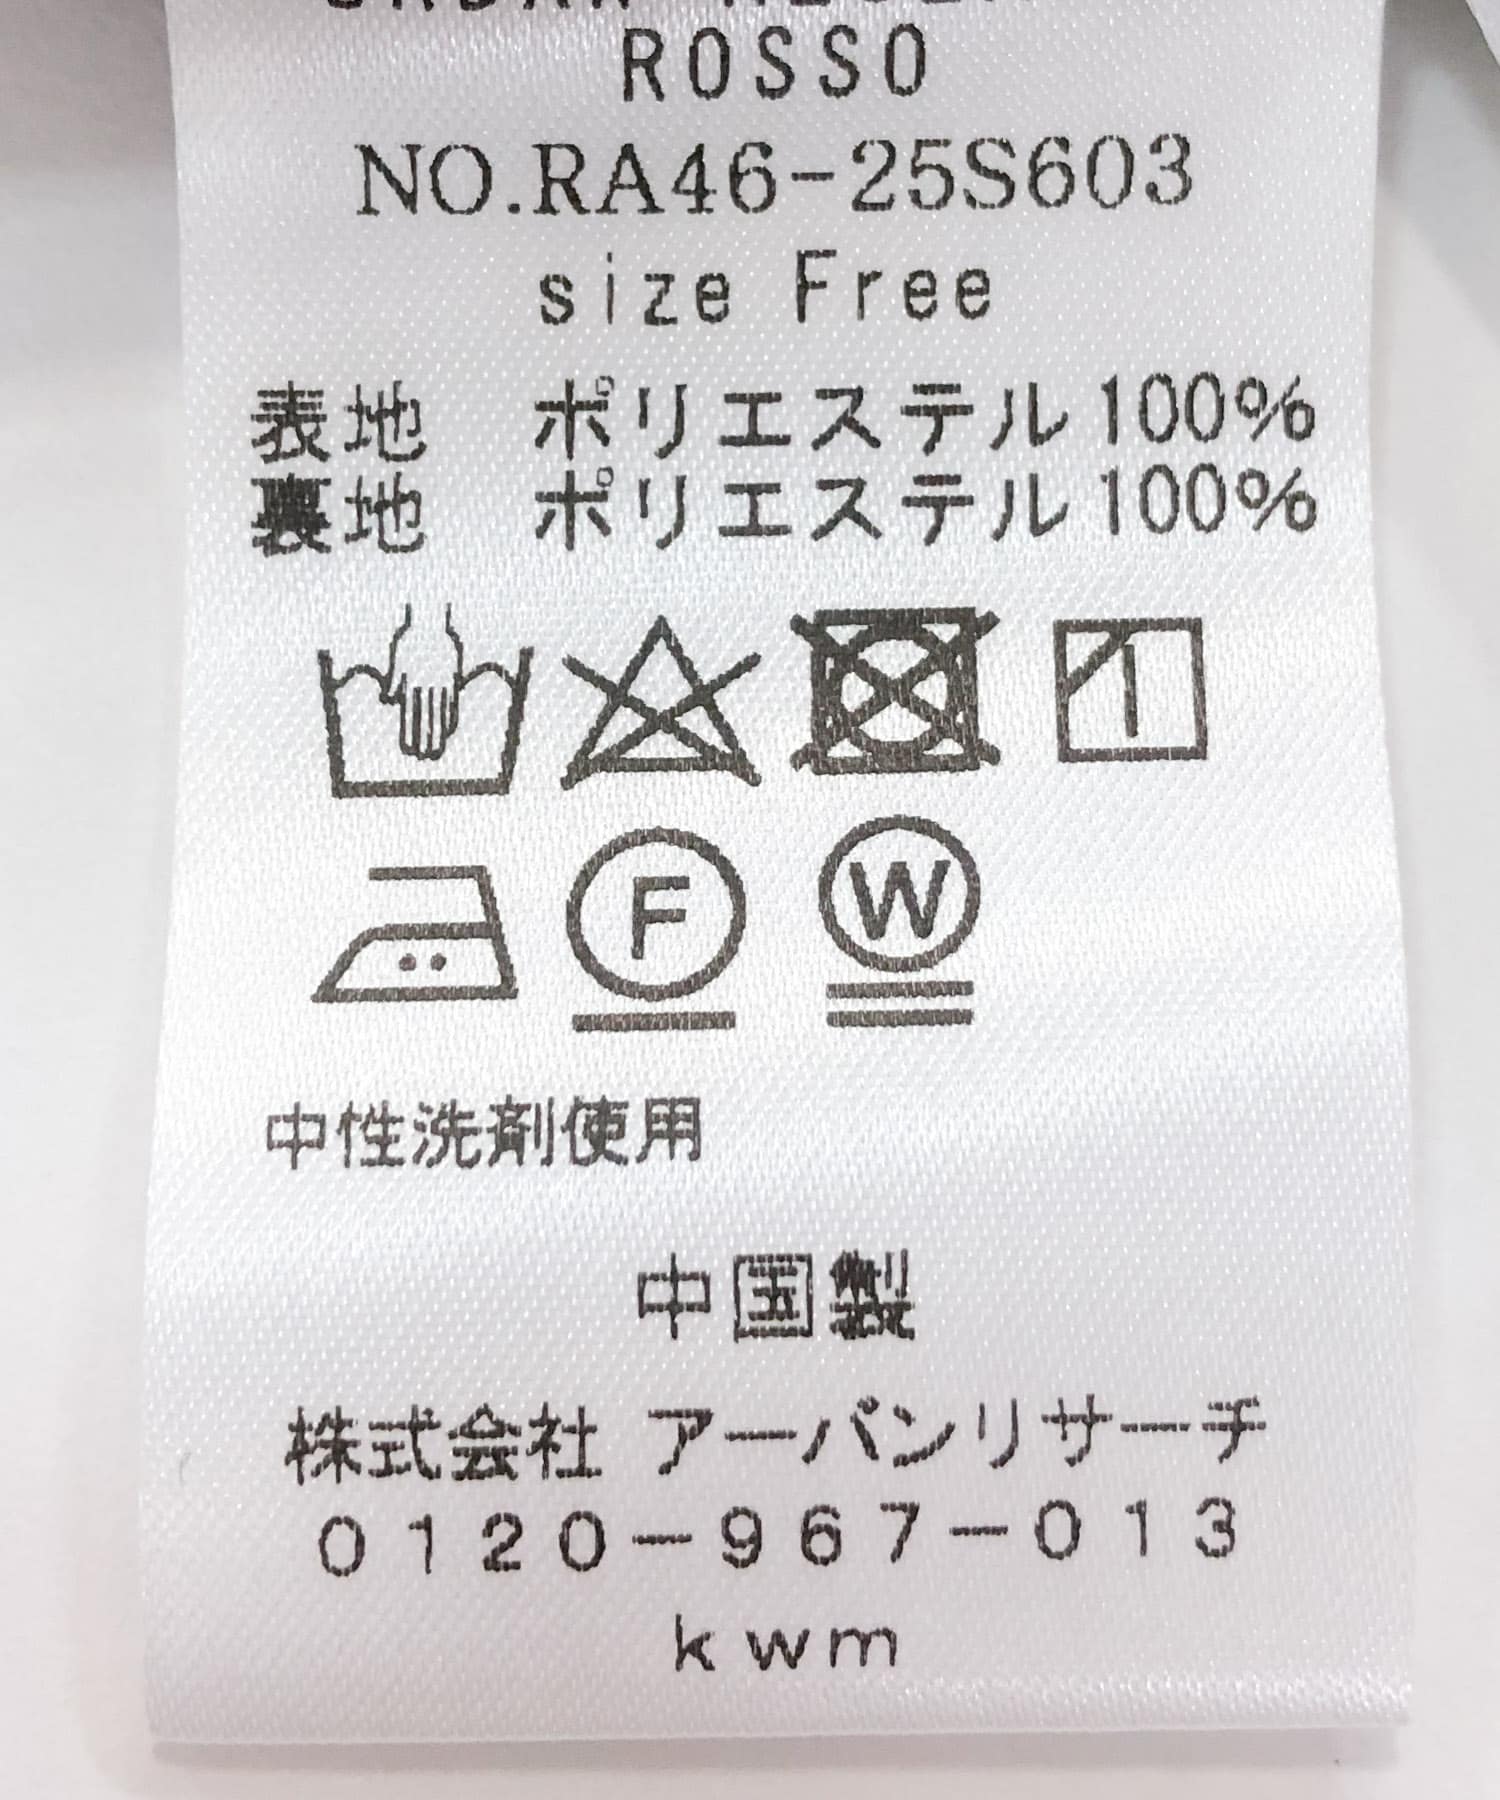 ROSSO
NO.RA46-25S603
size Free
表地 ポリエステル100%
裏地 ポリエステル100%
F
W
中性洗剤使用
中国製
株式会社 アーバンリサーチ
0120-967-013
kwm